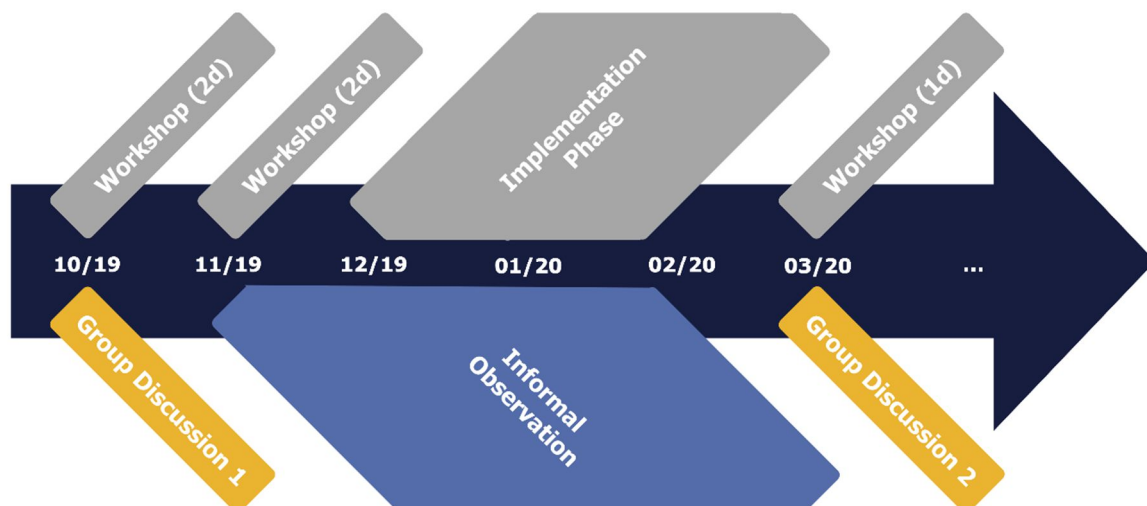 Workshop (2d)
Workshop (2d)
Implementation
Phase
Workshop (1d)
10/19
11/19
12/19
01/20
02/20
03/20
...
Group Discussion 1
Informal
Observation
Group Discussion 2